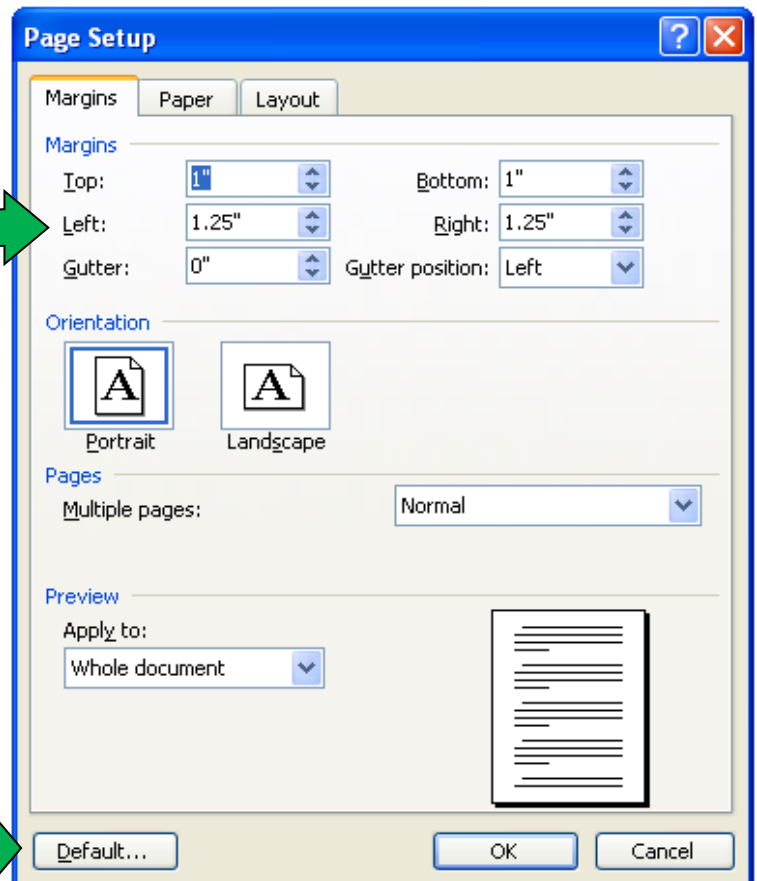 Page Setup
Margins Paper Layout
Margins
Top: 1" Bottom: 1"
Left: 1.25" Right: 1.25"
Gutter: 0" Gutter position: Left
Orientation
A A
Portrait Landscape
Pages
Multiple pages: Normal
Preview
Apply to:
Whole document
Default... OK Cancel